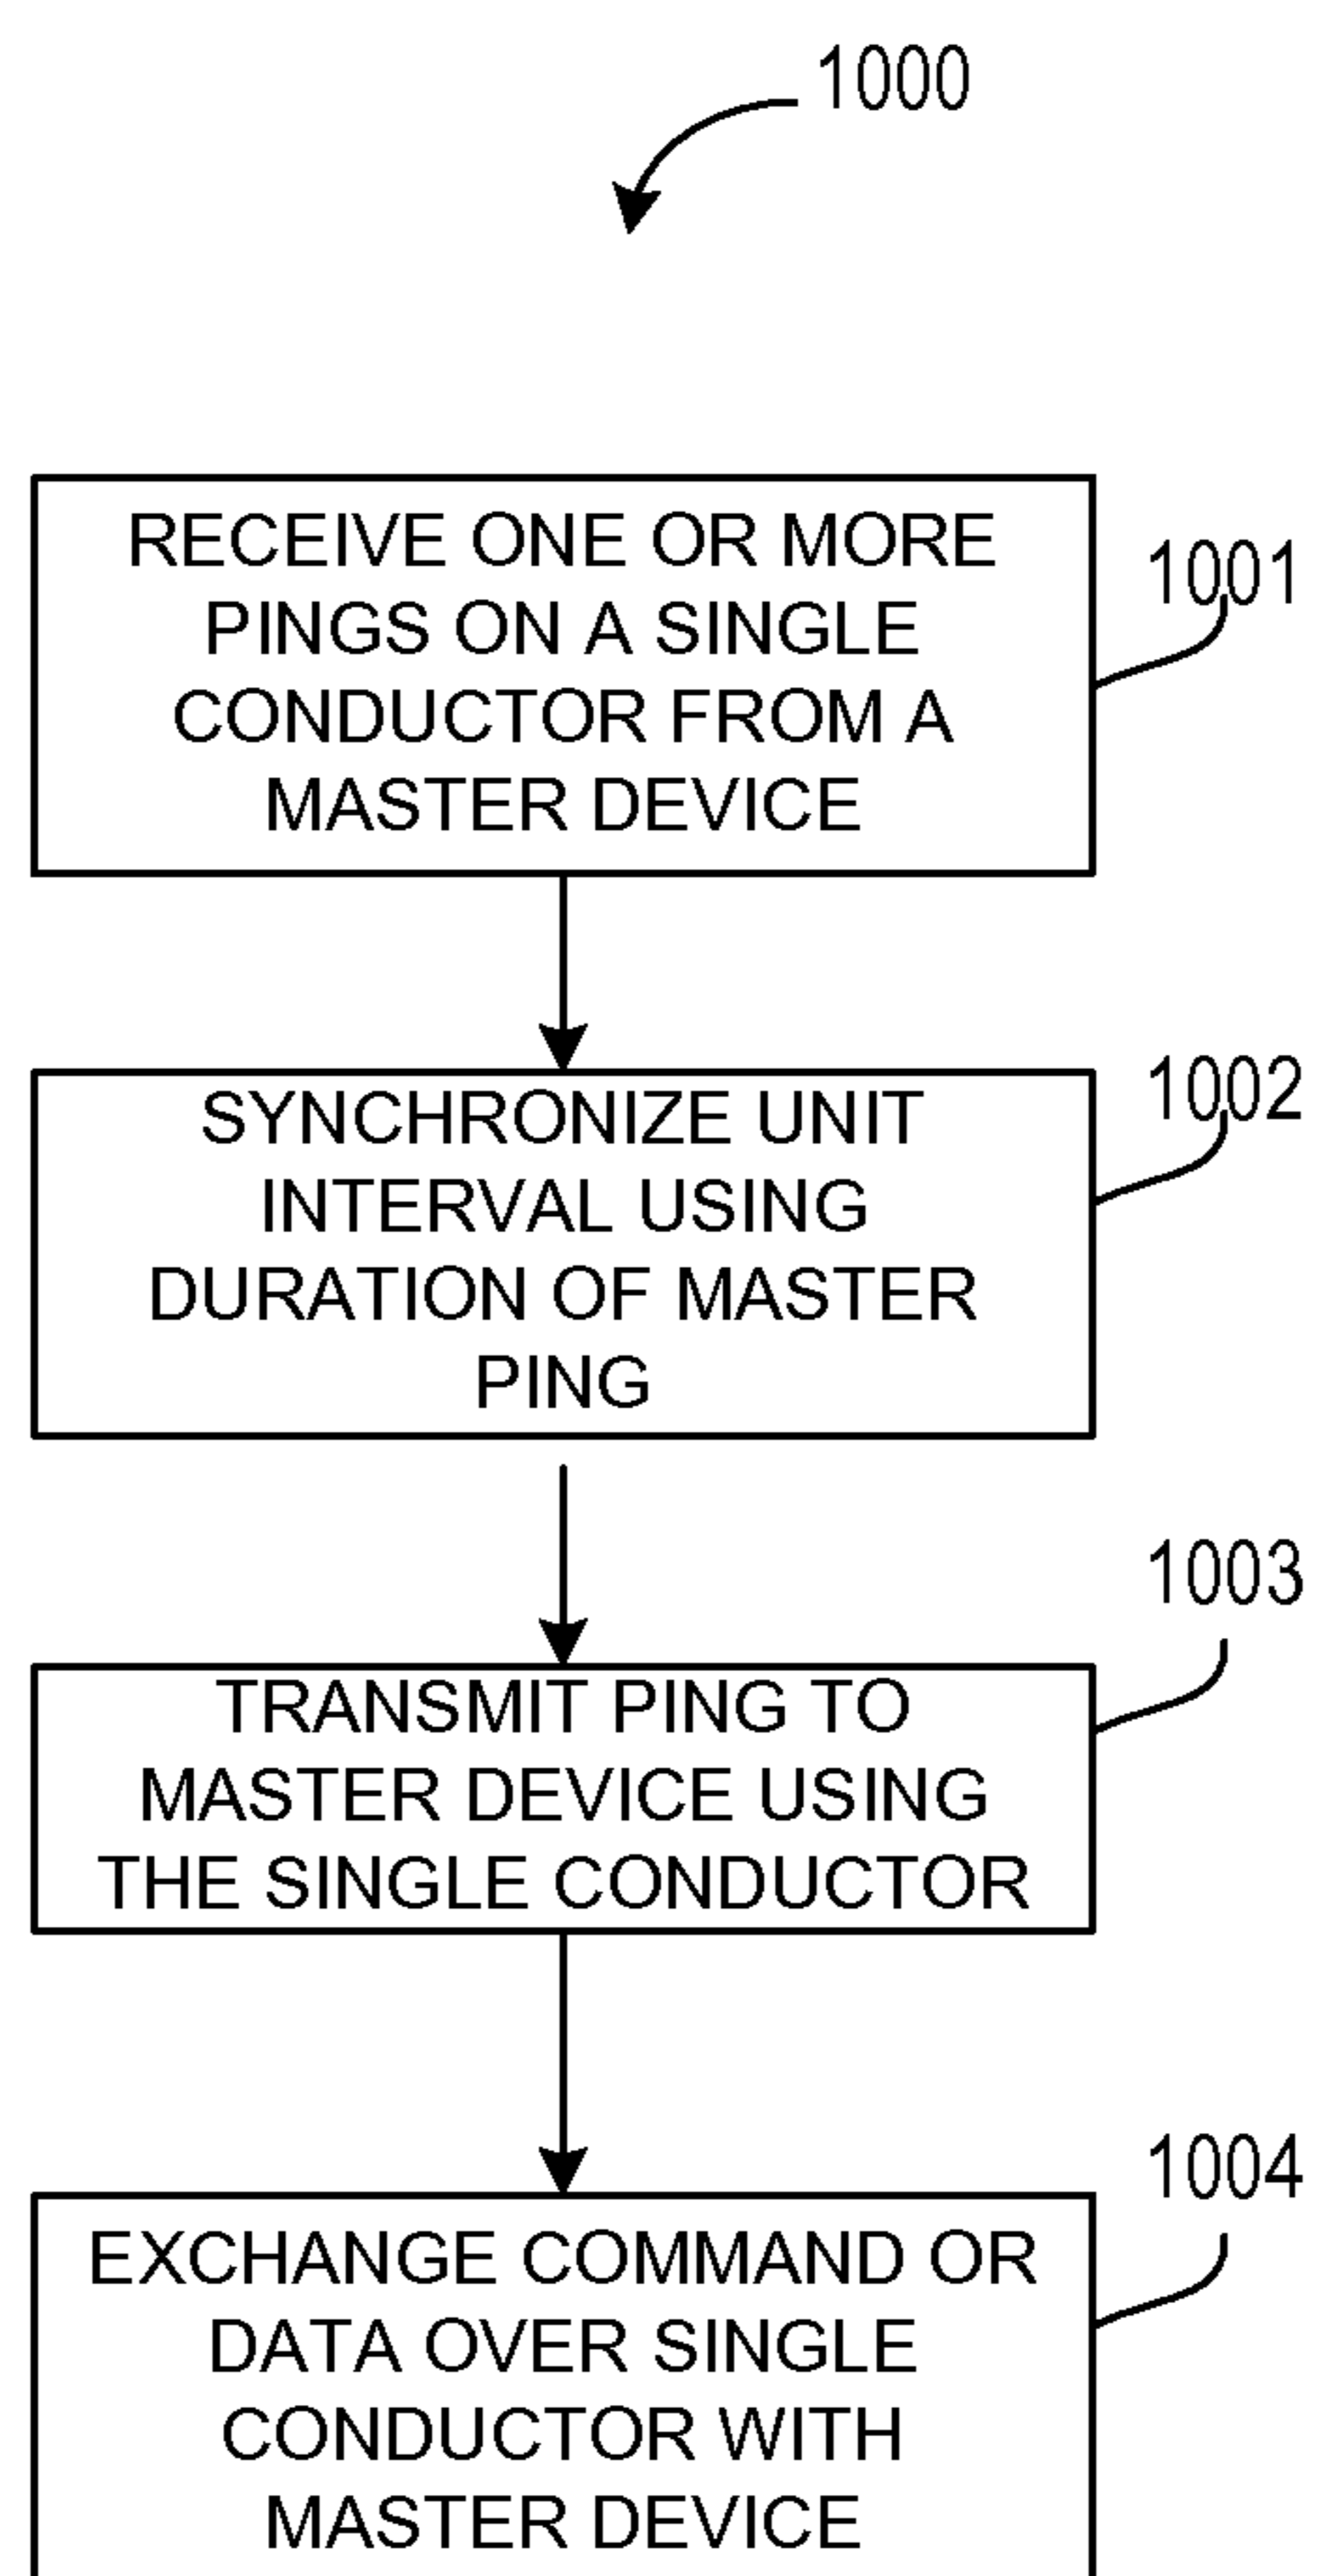 1000
RECEIVE ONE OR MORE
PINGS ON A SINGLE
CONDUCTOR FROM A
MASTER DEVICE
1001
SYNCHRONIZE UNIT
INTERVAL USING
DURATION OF MASTER
PING
1002
TRANSMIT PING TO
MASTER DEVICE USING
THE SINGLE CONDUCTOR
1003
EXCHANGE COMMAND OR
DATA OVER SINGLE
CONDUCTOR WITH
MASTER DEVICE
1004